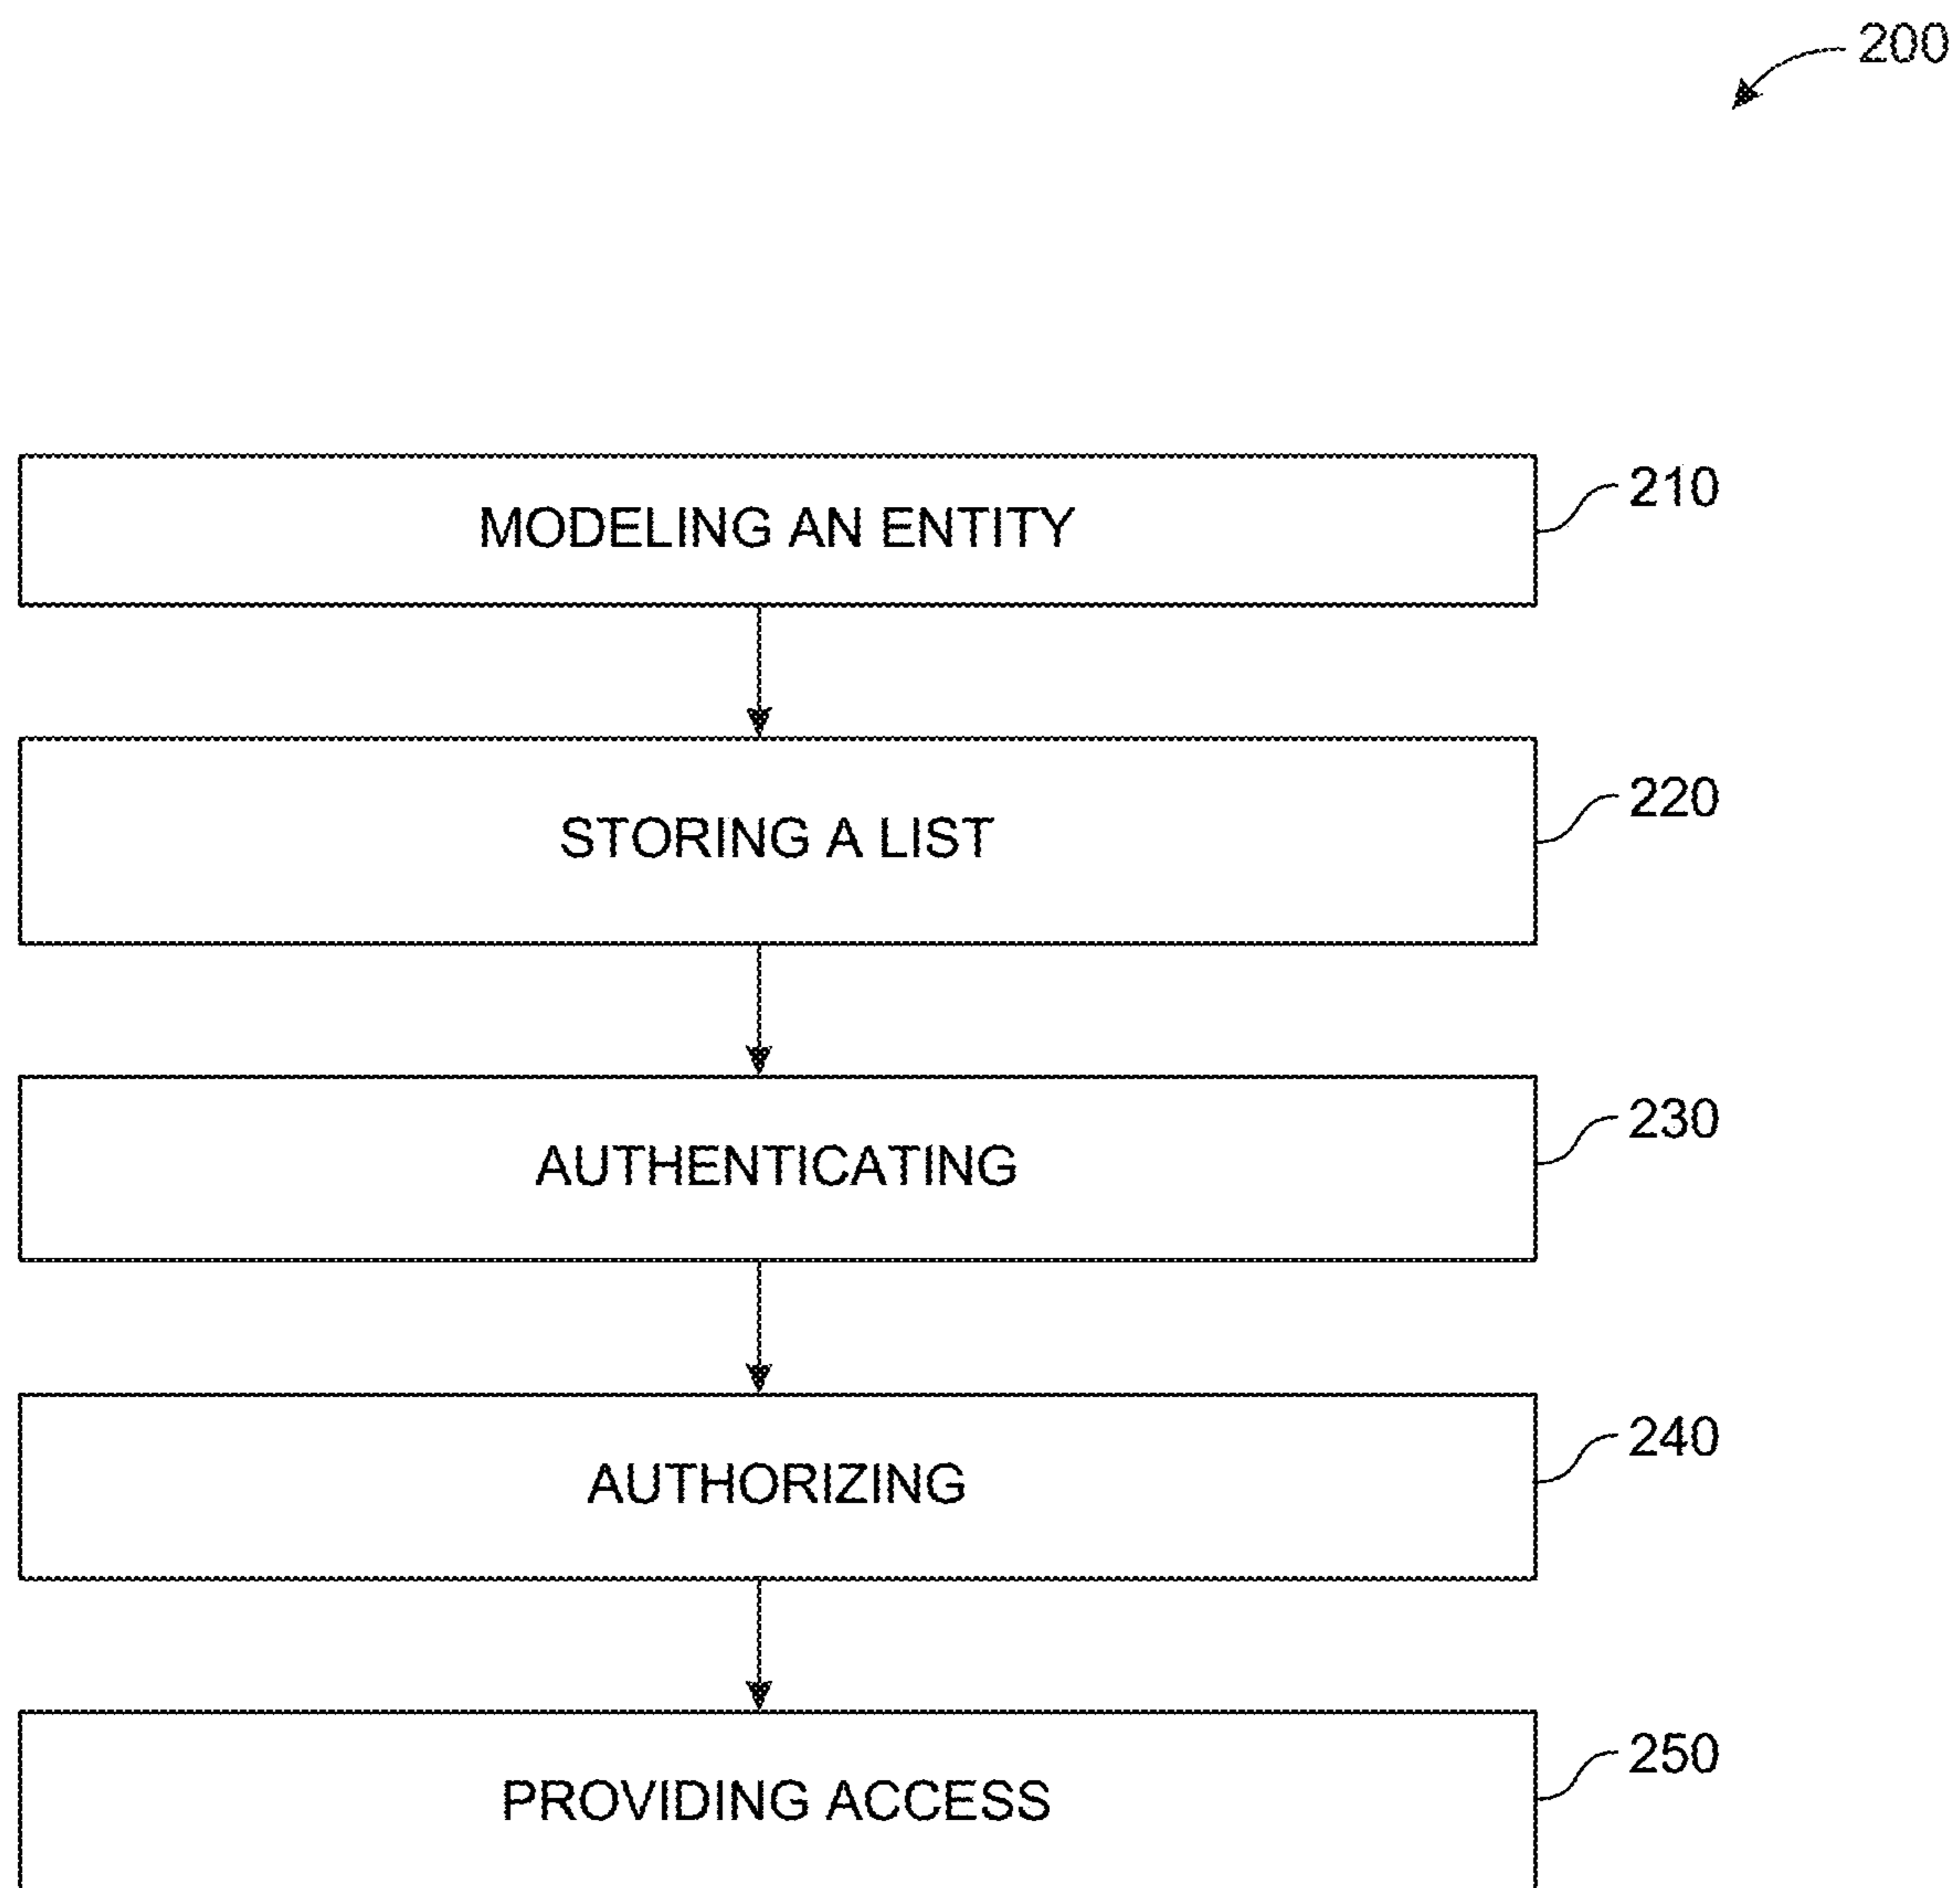 200
MODELING AN ENTITY
210
STORING A LIST
220
AUTHENTICATING
230
AUTHORIZING
240
PROVIDING ACCESS
250